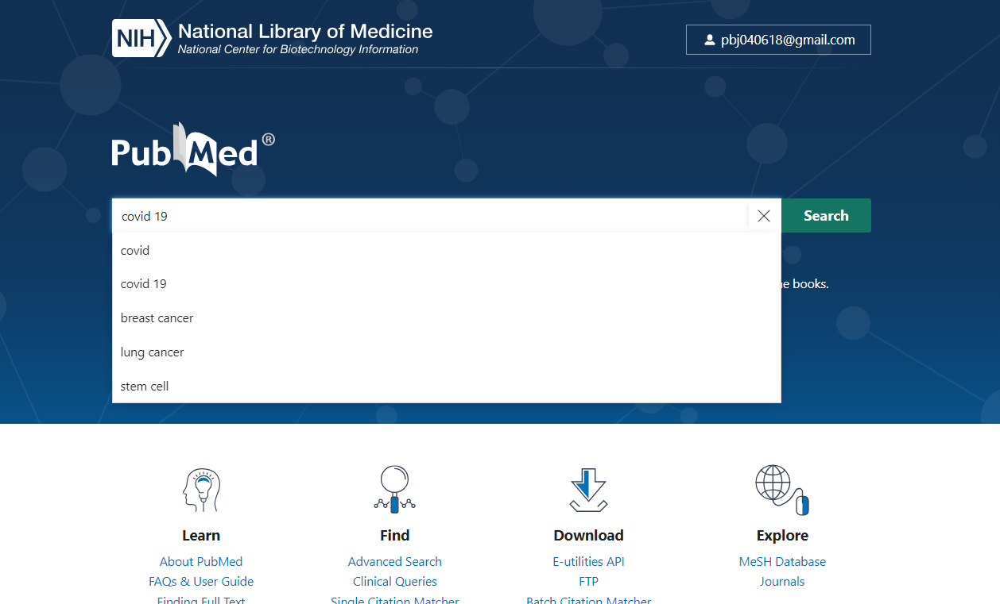 NIH National Library of Medicine
National Center for Biotechnology Information
pbj040618@gmail.com
PubMed®
covid 19
Search
covid
covid 19
books.
breast cancer
lung cancer
stem cell
Learn
Find
Download
Explore
About PubMed
Advanced Search
E-utilities API
MeSH Database
FAQs & User Guide
Clinical Queries
FTP
Journals
Finding Full Text
Single Citation Matcher
Batch Citation Matcher